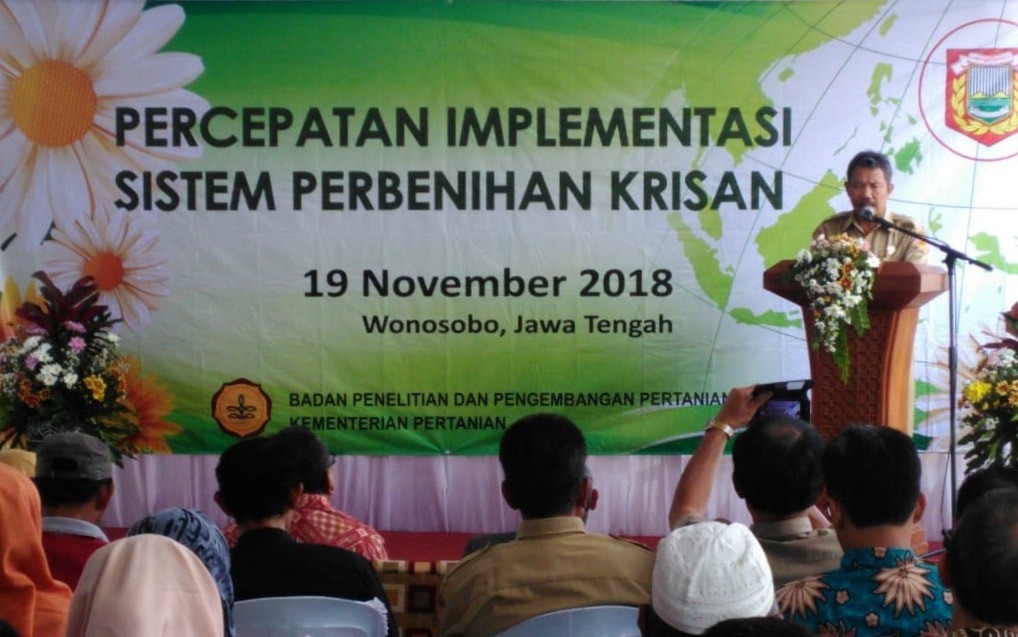 PERCEPATAN IMPLEMENTASI
SISTEM PERBENIHAN KRISAN
19 November 2018
Wonosobo, Jawa Tengah
BADAN PENELITIAN DAN PENGEMBANGAN PERTANIAN
KEMENTERIAN PERTANIAN